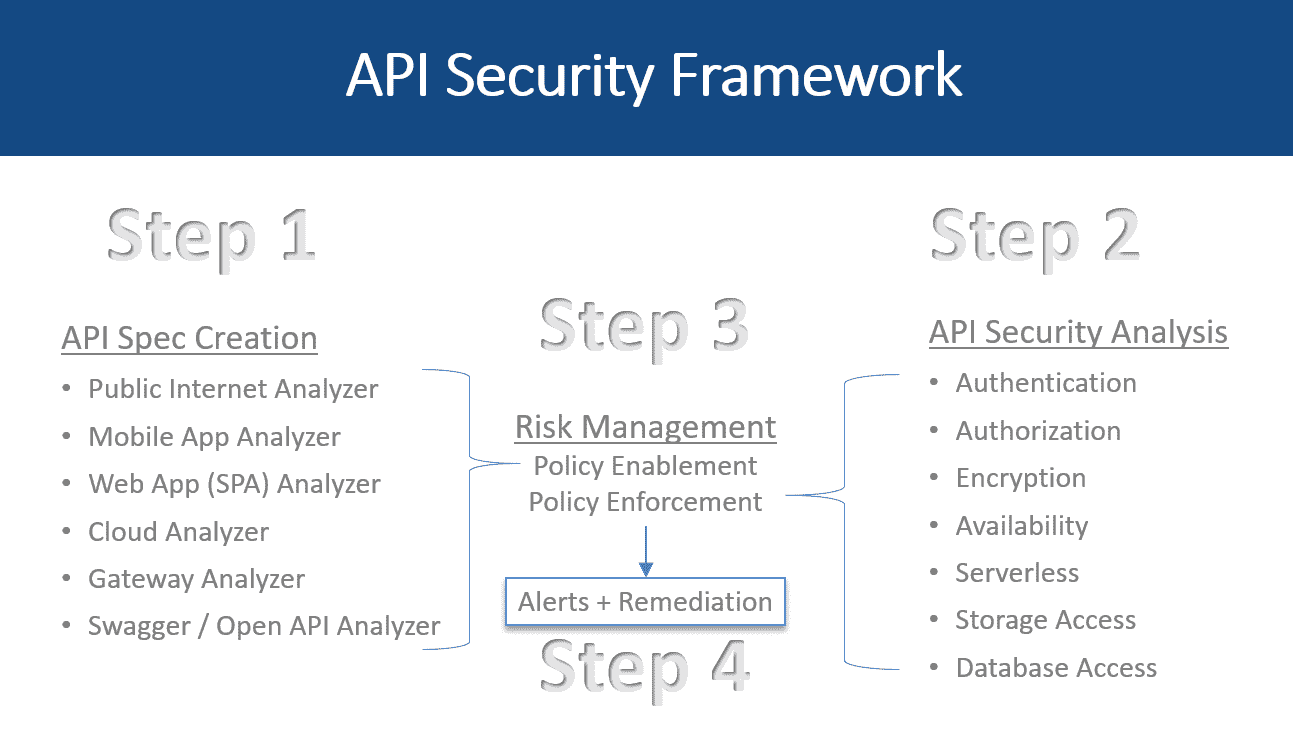 API Security Framework
Step 1
API Spec Creation
• Public Internet Analyzer
• Mobile App Analyzer
• Web App (SPA) Analyzer
• Cloud Analyzer
• Gateway Analyzer
• Swagger / Open API Analyzer
Step 2
API Security Analysis
• Authentication
• Authorization
• Encryption
• Availability
• Serverless
• Storage Access
• Database Access
Step 3
Risk Management
Policy Enablement
Policy Enforcement
Alerts + Remediation
Step 4